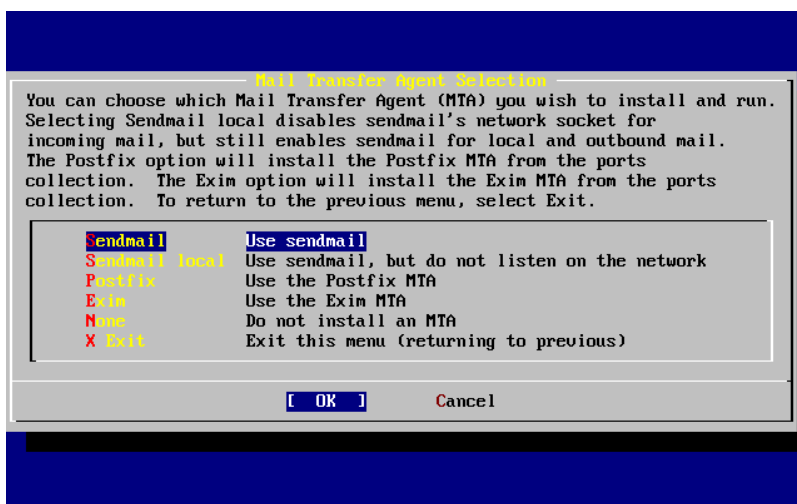 Mail Transfer Agent Selection
You can choose which Mail Transfer Agent (MTA) you wish to install and run.
Selecting Sendmail local disables sendmail's network socket for
incoming mail, but still enables sendmail for local and outbound mail.
The Postfix option will install the Postfix MTA from the ports
collection.  The Exim option will install the Exim MTA from the ports
collection.  To return to the previous menu, select Exit.
Sendmail Use sendmail
Sendmail local Use sendmail, but do not listen on the network
Postfix Use the Postfix MTA
Exim Use the Exim MTA
None Do not install an MTA
X Exit Exit this menu (returning to previous)
[ OK ] Cancel